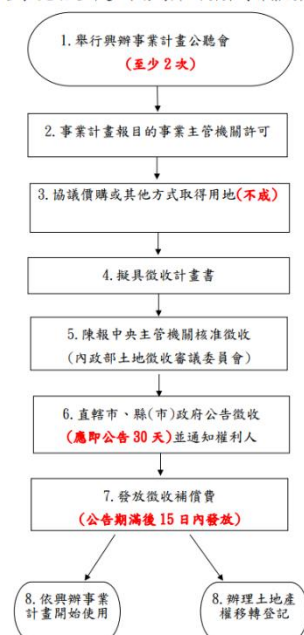 1.舉行興辦事業計畫公聽會
(至少 2 次)
2.事業計畫報目的事業主管機關許可
3.協議價購或其他方式取得用地(不成)
4.擬具徵收計畫書
5.陳報中央主管機關核准徵收
(內政部土地徵收審議委員會)
6.直轄市、縣(市)政府公告徵收
(應即公告 30 天)並通知權利人
7.發放徵收補償費
(公告期滿後 15 日內發放)
8.依興辦事業
計畫開始使用
8.辦理土地產
權移轉登記